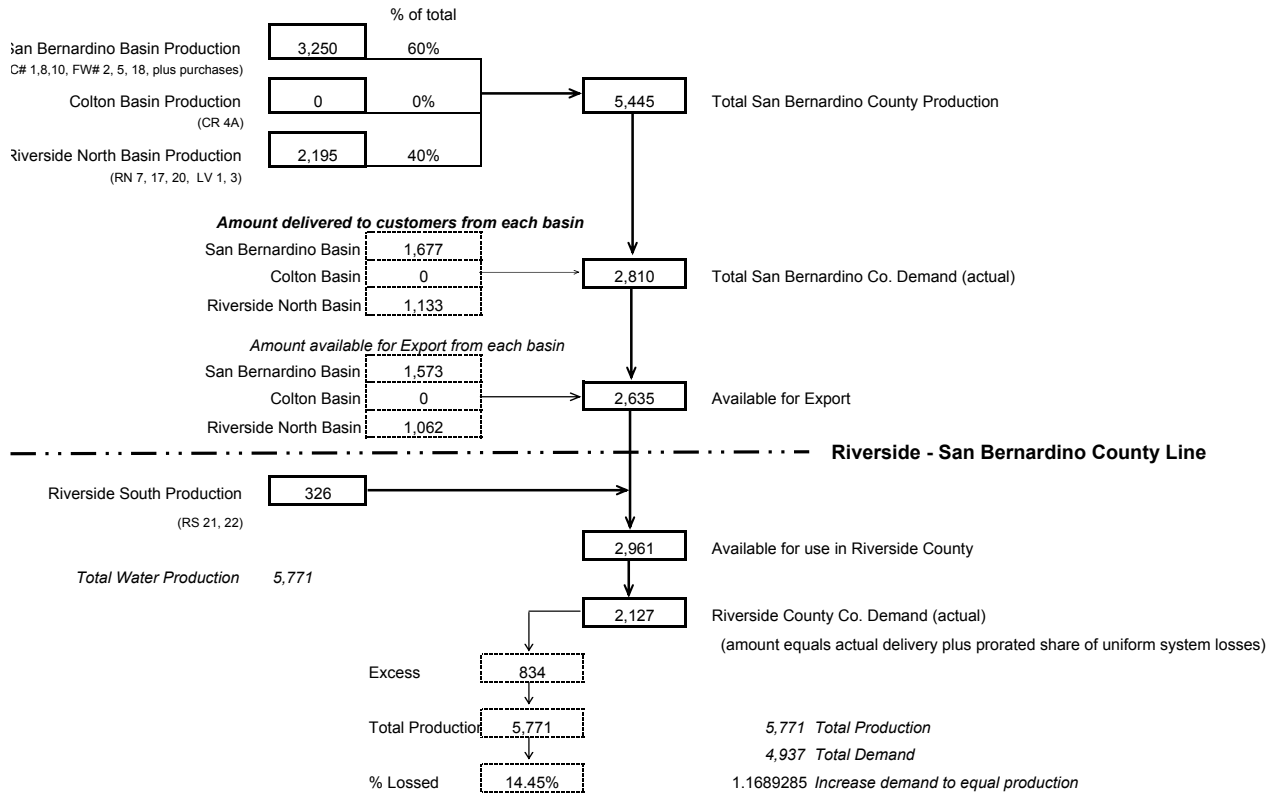 % of total
San Bernardino Basin Production 3,250 60%
C# 1,8,10, FW# 2, 5, 18, plus purchases)
Colton Basin Production 0 0% 5,445 Total San Bernardino County Production
(CR 4A)
Riverside North Basin Production 2,195 40%
(RN 7, 17, 20, LV 1, 3)
Amount delivered to customers from each basin
San Bernardino Basin 1,677
Colton Basin 0 2,810 Total San Bernardino Co. Demand (actual)
Riverside North Basin 1,133
Amount available for Export from each basin
San Bernardino Basin 1,573
Colton Basin 0 2,635 Available for Export
Riverside North Basin 1,062
Riverside - San Bernardino County Line
Riverside South Production 326
(RS 21, 22)
2,961 Available for use in Riverside County
Total Water Production 5,771
2,127 Riverside County Co. Demand (actual)
(amount equals actual delivery plus prorated share of uniform system losses)
Excess 834
Total Production 5,771 5,771 Total Production
4,937 Total Demand
% Lossed 14.45% 1.1689285 Increase demand to equal production